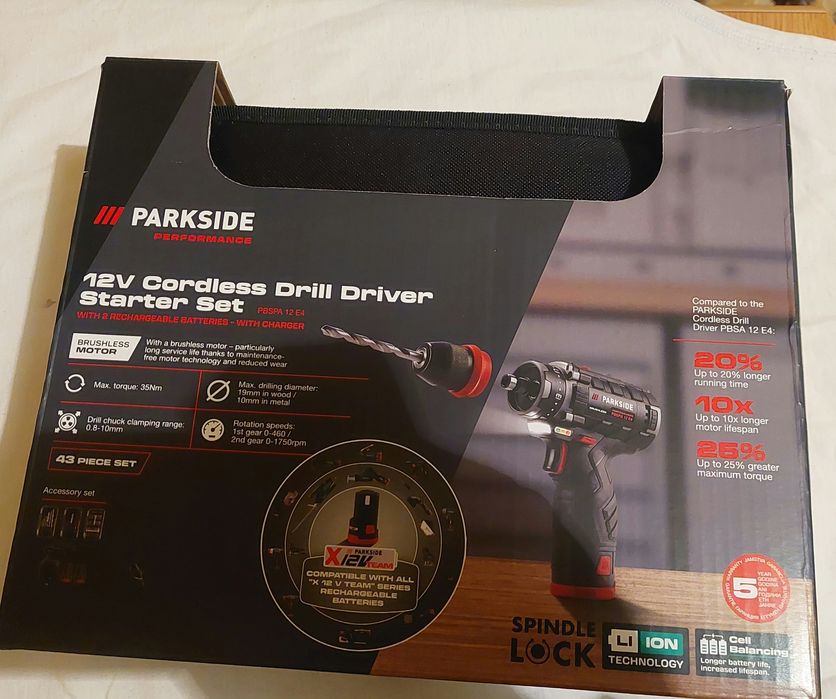 PARKSIDE
PERFORMANCE
12V Cordless Drill Driver
Starter Set PBSPA 12 E4
WITH 2 RECHARGEABLE BATTERIES - WITH CHARGER
BRUSHLESS
MOTOR
With a brushless motor – particularly
long service life thanks to maintenance-
free motor technology and reduced wear
Max. torque: 35Nm
Max. drilling diameter:
19mm in wood /
10mm in metal
Drill chuck clamping range:
0.8-10mm
Rotation speeds:
1st gear 0-460 /
2nd gear 0-1750rpm
43 PIECE SET
Accessory set
PARKSIDE
X12V TEAM
COMPATIBLE WITH ALL
"X 12 V TEAM" SERIES
RECHARGEABLE
BATTERIES
PARKSIDE
Compared to the
PARKSIDE
Cordless Drill
Driver PBSA 12 E4:
20%
Up to 20% longer
running time
10x
Up to 10x longer
motor lifespan
25%
Up to 25% greater
maximum torque
5
YEAR
SPINDLE
LOCK
Li ION
TECHNOLOGY
Cell
Balancing
Longer battery life,
increased lifespan.